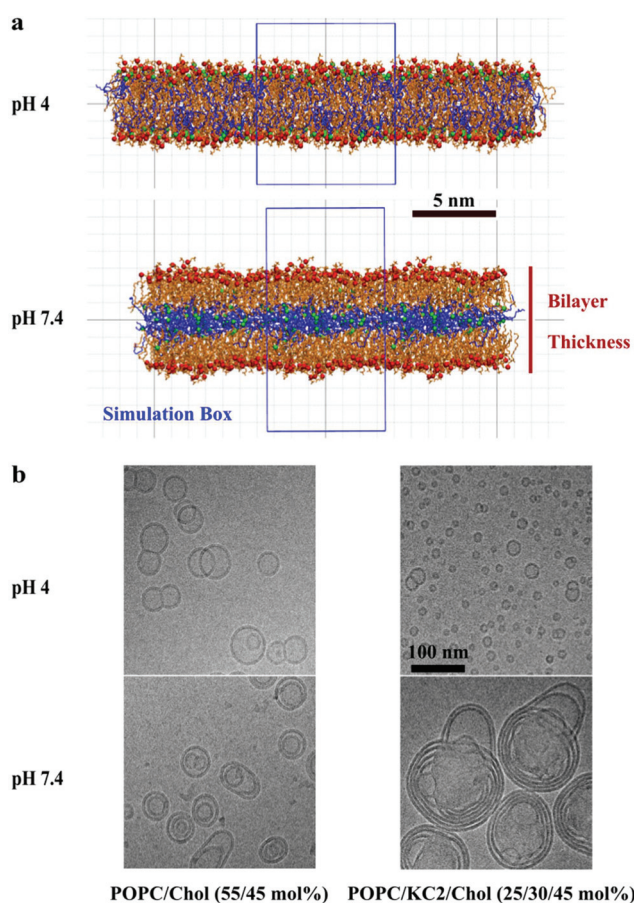 a
pH 4
5 nm
pH 7.4
Bilayer
Thickness
Simulation Box
b
pH 4
100 nm
pH 7.4
POPC/Chol (55/45 mol%) POPC/KC2/Chol (25/30/45 mol%)